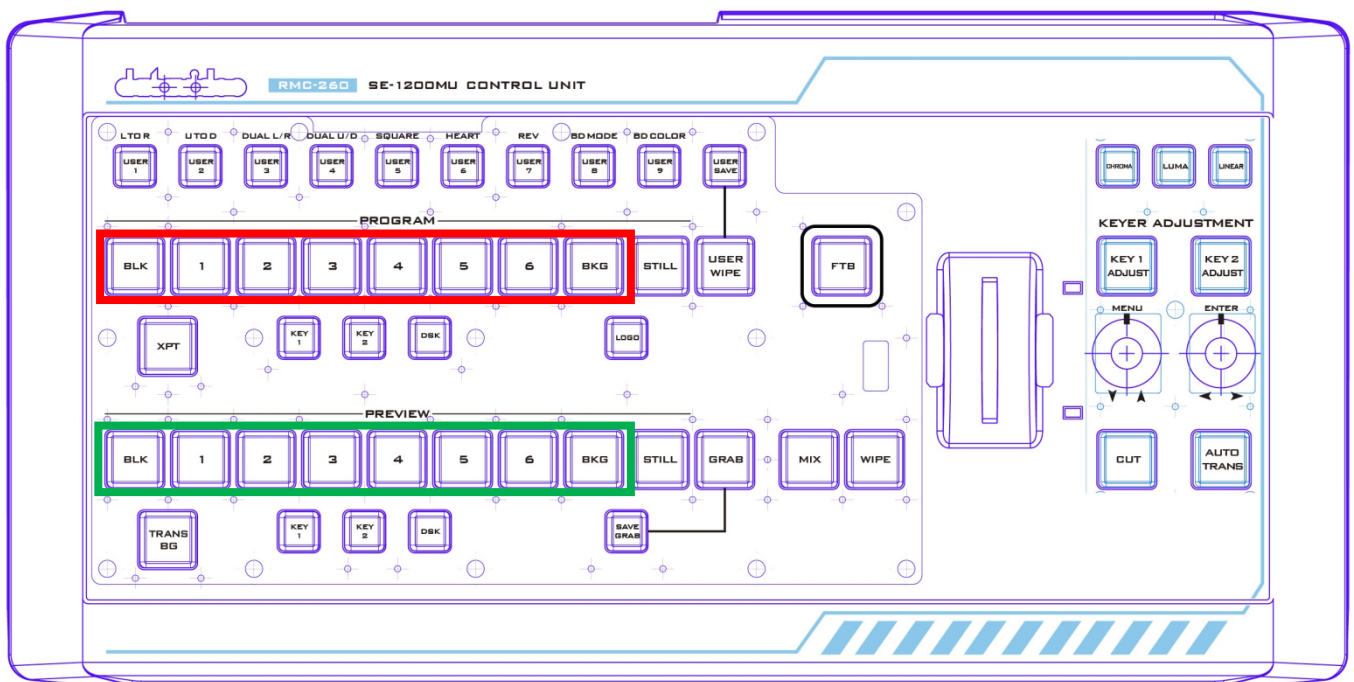 RMC-260 SE-1200MU CONTROL UNIT
L TO R U TO D DUAL L/R DUAL U/D SQUARE HEART REV BD MODE BD COLOR
USER 1 USER 2 USER 3 USER 4 USER 5 USER 6 USER 7 USER 8 USER 9 USER SAVE
CHROMA LUMA LINEAR
PROGRAM
KEYER ADJUSTMENT
BLK 1 2 3 4 5 6 BKG STILL USER WIPE FTB
KEY 1 ADJUST KEY 2 ADJUST
MENU ENTER
XPT KEY 1 KEY 2 DSK LOGO
PREVIEW
BLK 1 2 3 4 5 6 BKG STILL GRAB MIX WIPE
CUT AUTO TRANS
TRANS BG KEY 1 KEY 2 DSK SAVE GRAB